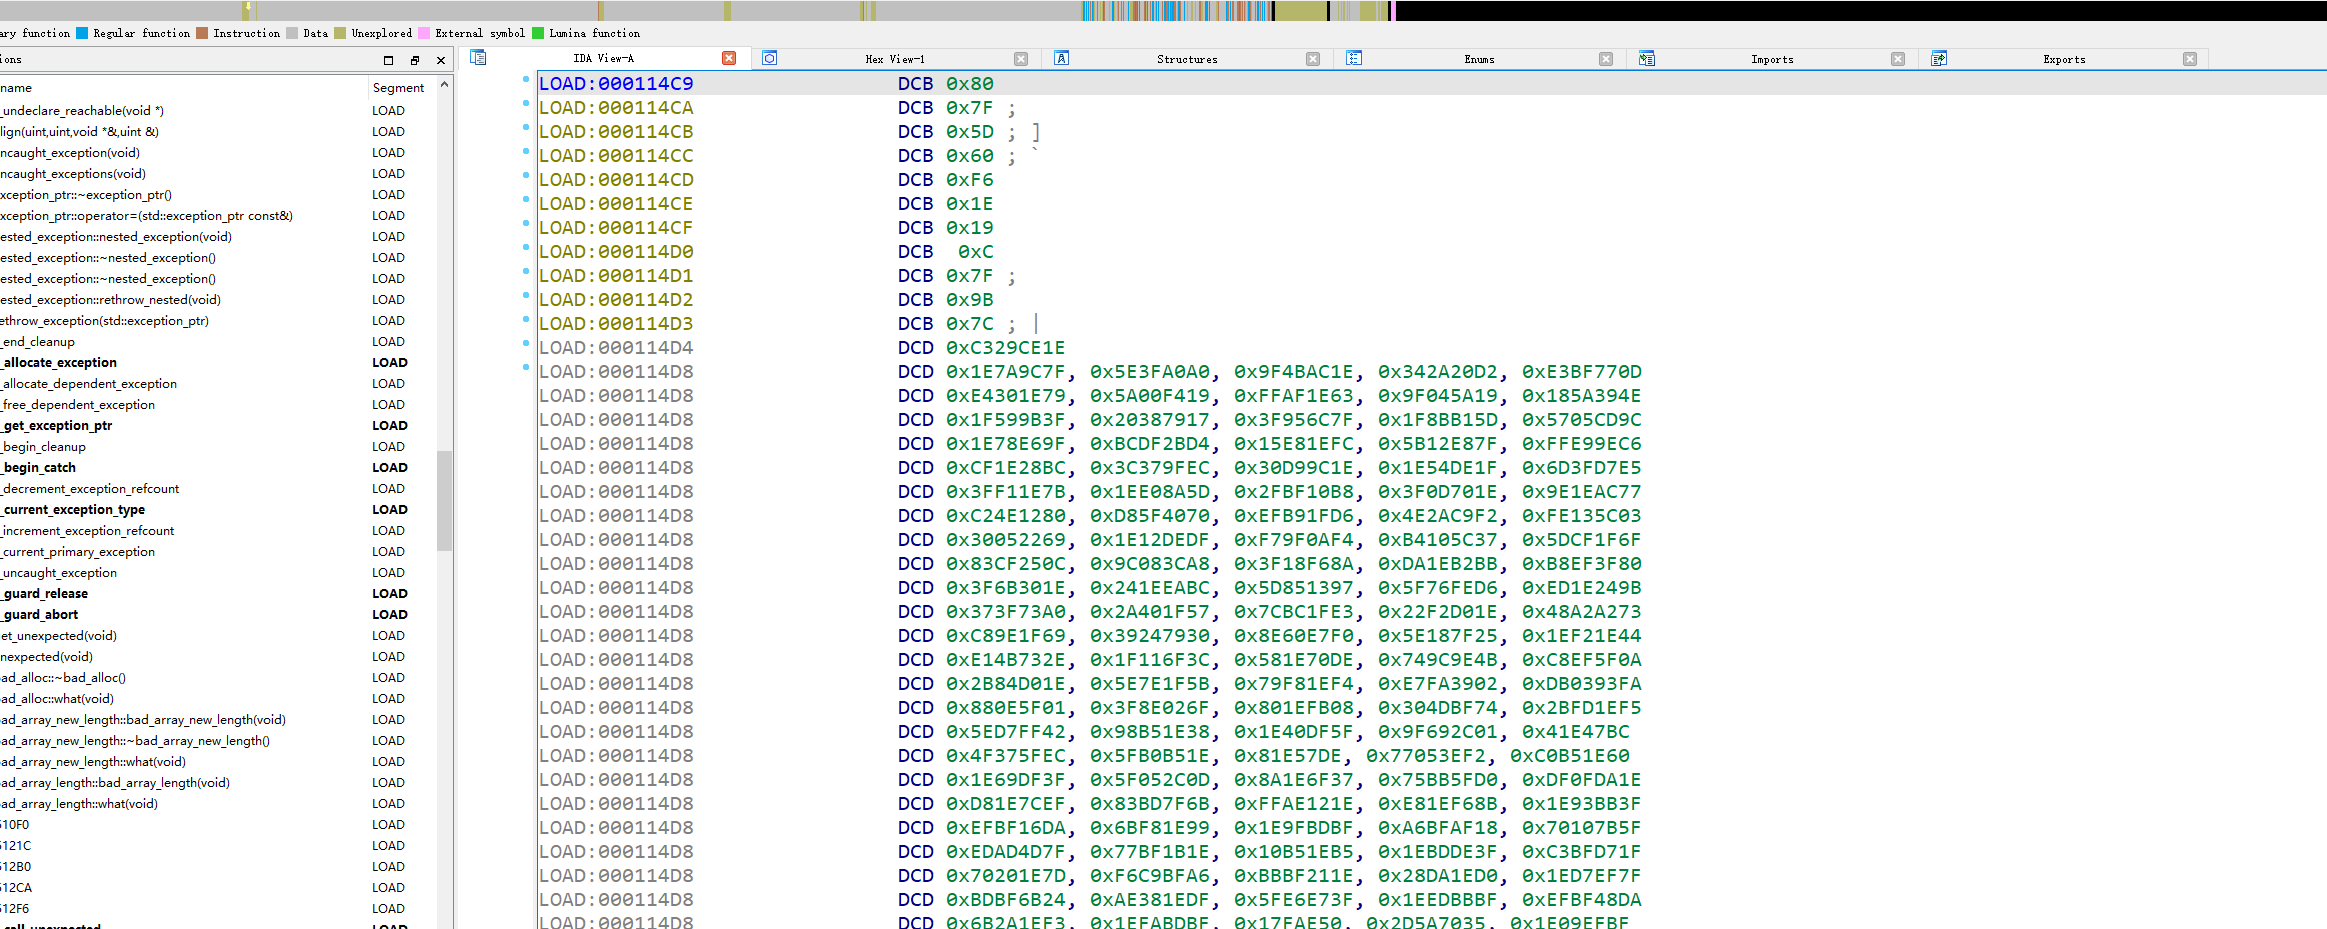 ary function Regular function Instruction Data Unexplored External symbol Lumina function
ions
IDA View-A Hex View-1 Structures Enums Imports Exports
name Segment
_undeclare_reachable(void *) LOAD
lign(uint,uint,void *&,uint &) LOAD
ncaught_exception(void) LOAD
ncaught_exceptions(void) LOAD
xception_ptr::~exception_ptr() LOAD
xception_ptr::operator=(std::exception_ptr const&) LOAD
ested_exception::nested_exception(void) LOAD
ested_exception::~nested_exception() LOAD
ested_exception::~nested_exception() LOAD
ested_exception::rethrow_nested(void) LOAD
ethrow_exception(std::exception_ptr) LOAD
_end_cleanup LOAD
_allocate_exception LOAD
_allocate_dependent_exception LOAD
_free_dependent_exception LOAD
_get_exception_ptr LOAD
_begin_cleanup LOAD
_begin_catch LOAD
_decrement_exception_refcount LOAD
_current_exception_type LOAD
_increment_exception_refcount LOAD
_current_primary_exception LOAD
_uncaught_exception LOAD
_guard_release LOAD
_guard_abort LOAD
et_unexpected(void) LOAD
nexpected(void) LOAD
ad_alloc::~bad_alloc() LOAD
ad_alloc::what(void) LOAD
ad_array_new_length::bad_array_new_length(void) LOAD
ad_array_new_length::~bad_array_new_length() LOAD
ad_array_new_length::what(void) LOAD
ad_array_length::bad_array_length(void) LOAD
ad_array_length::what(void) LOAD
510F0 LOAD
5121C LOAD
512B0 LOAD
512CA LOAD
512F6 LOAD
_call_unexpected LOAD
LOAD:000114C9 DCB 0x80
LOAD:000114CA DCB 0x7F ;
LOAD:000114CB DCB 0x5D ; ]
LOAD:000114CC DCB 0x60 ; `
LOAD:000114CD DCB 0xF6
LOAD:000114CE DCB 0x1E
LOAD:000114CF DCB 0x19
LOAD:000114D0 DCB 0xC
LOAD:000114D1 DCB 0x7F ;
LOAD:000114D2 DCB 0x9B
LOAD:000114D3 DCB 0x7C ; |
LOAD:000114D4 DCD 0xC329CE1E
LOAD:000114D8 DCD 0x1E7A9C7F, 0x5E3FA0A0, 0x9F4BAC1E, 0x342A20D2, 0xE3BF770D
LOAD:000114D8 DCD 0xE4301E79, 0x5A00F419, 0xFFAF1E63, 0x9F045A19, 0x185A394E
LOAD:000114D8 DCD 0x1F599B3F, 0x20387917, 0x3F956C7F, 0x1F8BB15D, 0x5705CD9C
LOAD:000114D8 DCD 0x1E78E69F, 0xBCDF2BD4, 0x15E81EFC, 0x5B12E87F, 0xFFE99EC6
LOAD:000114D8 DCD 0xCF1E28BC, 0x3C379FEC, 0x30D99C1E, 0x1E54DE1F, 0x6D3FD7E5
LOAD:000114D8 DCD 0x3FF11E7B, 0x1EE08A5D, 0x2FBF10B8, 0x3F0D701E, 0x9E1EAC77
LOAD:000114D8 DCD 0xC24E1280, 0xD85F4070, 0xEFB91FD6, 0x4E2AC9F2, 0xFE135C03
LOAD:000114D8 DCD 0x30052269, 0x1E12DEDF, 0xF79F0AF4, 0xB4105C37, 0x5DCF1F6F
LOAD:000114D8 DCD 0x83CF250C, 0x9C083CA8, 0x3F18F68A, 0xDA1EB2BB, 0xB8EF3F80
LOAD:000114D8 DCD 0x3F6B301E, 0x241EEABC, 0x5D851397, 0x5F76FED6, 0xED1E249B
LOAD:000114D8 DCD 0x373F73A0, 0x2A401F57, 0x7CBC1FE3, 0x22F2D01E, 0x48A2A273
LOAD:000114D8 DCD 0xC89E1F69, 0x39247930, 0x8E60E7F0, 0x5E187F25, 0x1EF21E44
LOAD:000114D8 DCD 0xE14B732E, 0x1F116F3C, 0x581E70DE, 0x749C9E4B, 0xC8EF5F0A
LOAD:000114D8 DCD 0x2B84D01E, 0x5E7E1F5B, 0x79F81EF4, 0xE7FA3902, 0xDB0393FA
LOAD:000114D8 DCD 0x880E5F01, 0x3F8E026F, 0x801EFB08, 0x304DBF74, 0x2BFD1EF5
LOAD:000114D8 DCD 0x5ED7FF42, 0x98B51E38, 0x1E40DF5F, 0x9F692C01, 0x41E47BC
LOAD:000114D8 DCD 0x4F375FEC, 0x5FB0B51E, 0x81E57DE, 0x77053EF2, 0xC0B51E60
LOAD:000114D8 DCD 0x1E69DF3F, 0x5F052C0D, 0x8A1E6F37, 0x75BB5FD0, 0xDF0FDA1E
LOAD:000114D8 DCD 0xD81E7CEF, 0x83BD7F6B, 0xFFAE121E, 0xE81EF68B, 0x1E93BB3F
LOAD:000114D8 DCD 0xEFBF16DA, 0x6BF81E99, 0x1E9FBDBF, 0xA6BFAF18, 0x70107B5F
LOAD:000114D8 DCD 0xEDAD4D7F, 0x77BF1B1E, 0x10B51EB5, 0x1EBDDE3F, 0xC3BFD71F
LOAD:000114D8 DCD 0x70201E7D, 0xF6C9BFA6, 0xBBBF211E, 0x28DA1ED0, 0x1ED7EF7F
LOAD:000114D8 DCD 0xBDBF6B24, 0xAE381EDF, 0x5FE6E73F, 0x1EEDBBBF, 0xEFBF48DA
LOAD:000114D8 DCD 0x6B2A1EF3, 0x1EFABDBF, 0x17FAE50, 0x2D5A7035, 0x1E09EFBF